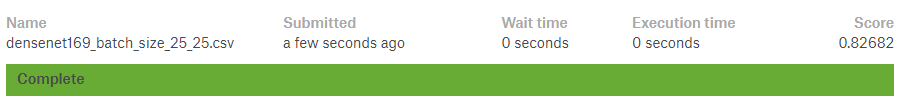 Name Submitted Wait time Execution time Score
densenet169_batch_size_25_25.csv a few seconds ago 0 seconds 0 seconds 0.82682
Complete